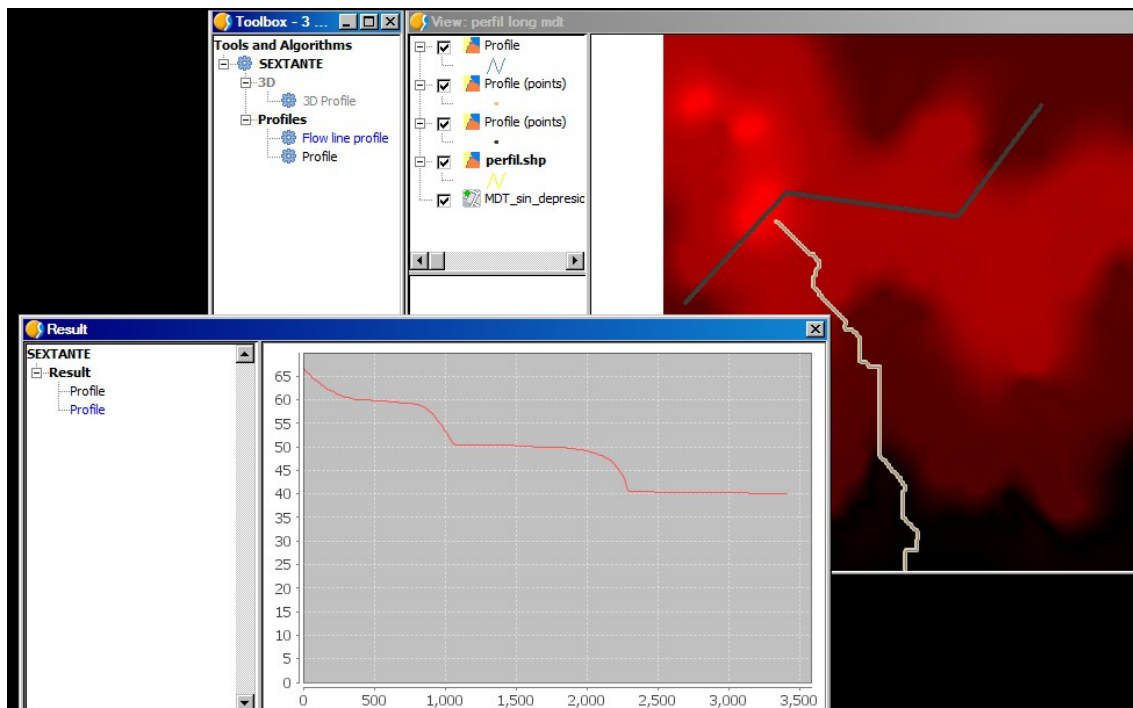 Toolbox - 3 ...
Tools and Algorithms
SEXTANTE
3D
3D Profile
Profiles
Flow line profile
Profile
View: perfil long mdt
Profile
Profile (points)
Profile (points)
perfil.shp
MDT_sin_depresic
Result
SEXTANTE
Result
Profile
Profile
65
60
55
50
45
40
35
30
25
20
15
10
5
0
0 500 1,000 1,500 2,000 2,500 3,000 3,500